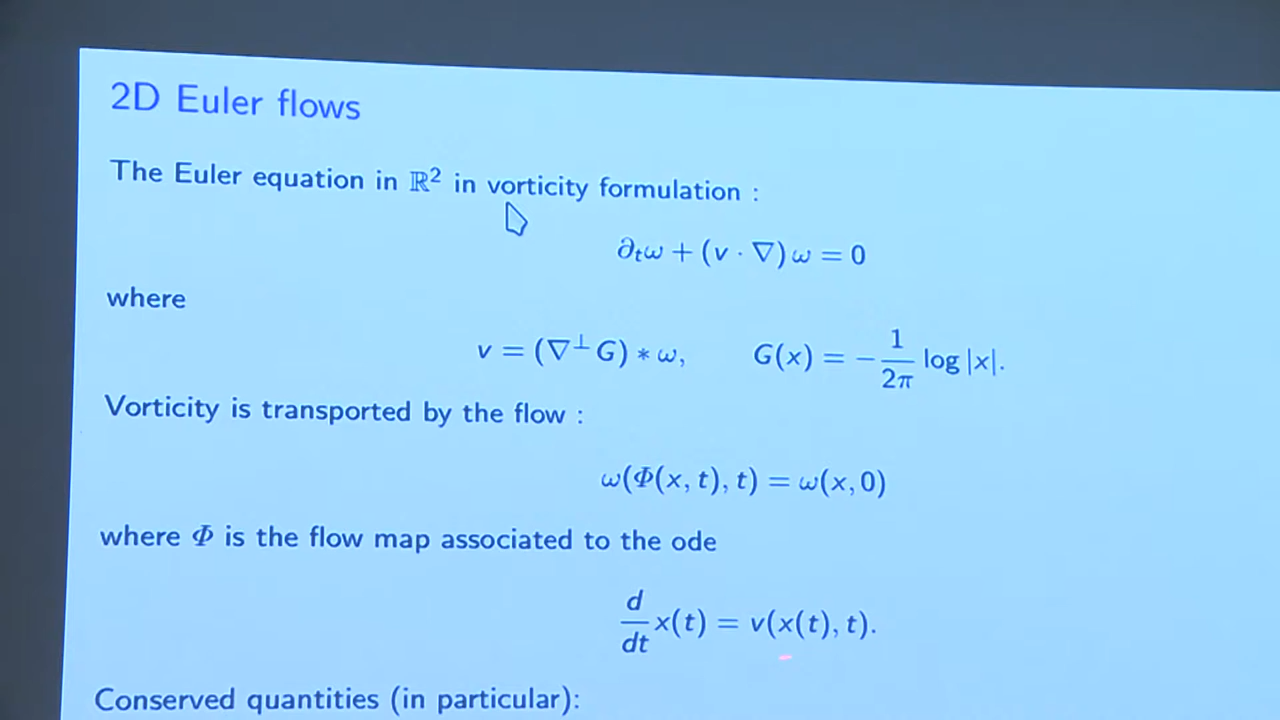 2D Euler flows
The Euler equation in ℝ² in vorticity formulation :
∂ₜω + (v · ∇) ω = 0
where
v = (∇⊥G) ∗ ω, G(x) = −1/2π log |x|.
Vorticity is transported by the flow :
ω(Φ(x, t), t) = ω(x, 0)
where Φ is the flow map associated to the ode
d/dt x(t) = v(x(t), t).
Conserved quantities (in particular):